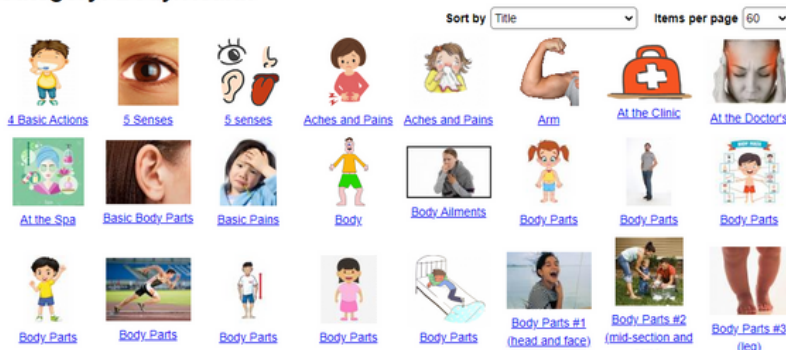 Sort by Title Items per page 60
4 Basic Actions 5 Senses 5 senses Aches and Pains Aches and Pains Arm At the Clinic At the Doctor's
At the Spa Basic Body Parts Basic Pains Body Body Ailments Body Parts Body Parts Body Parts
Body Parts Body Parts Body Parts Body Parts Body Parts Body Parts #1 Body Parts #2 Body Parts #3
(head and face) (mid-section and (leg)